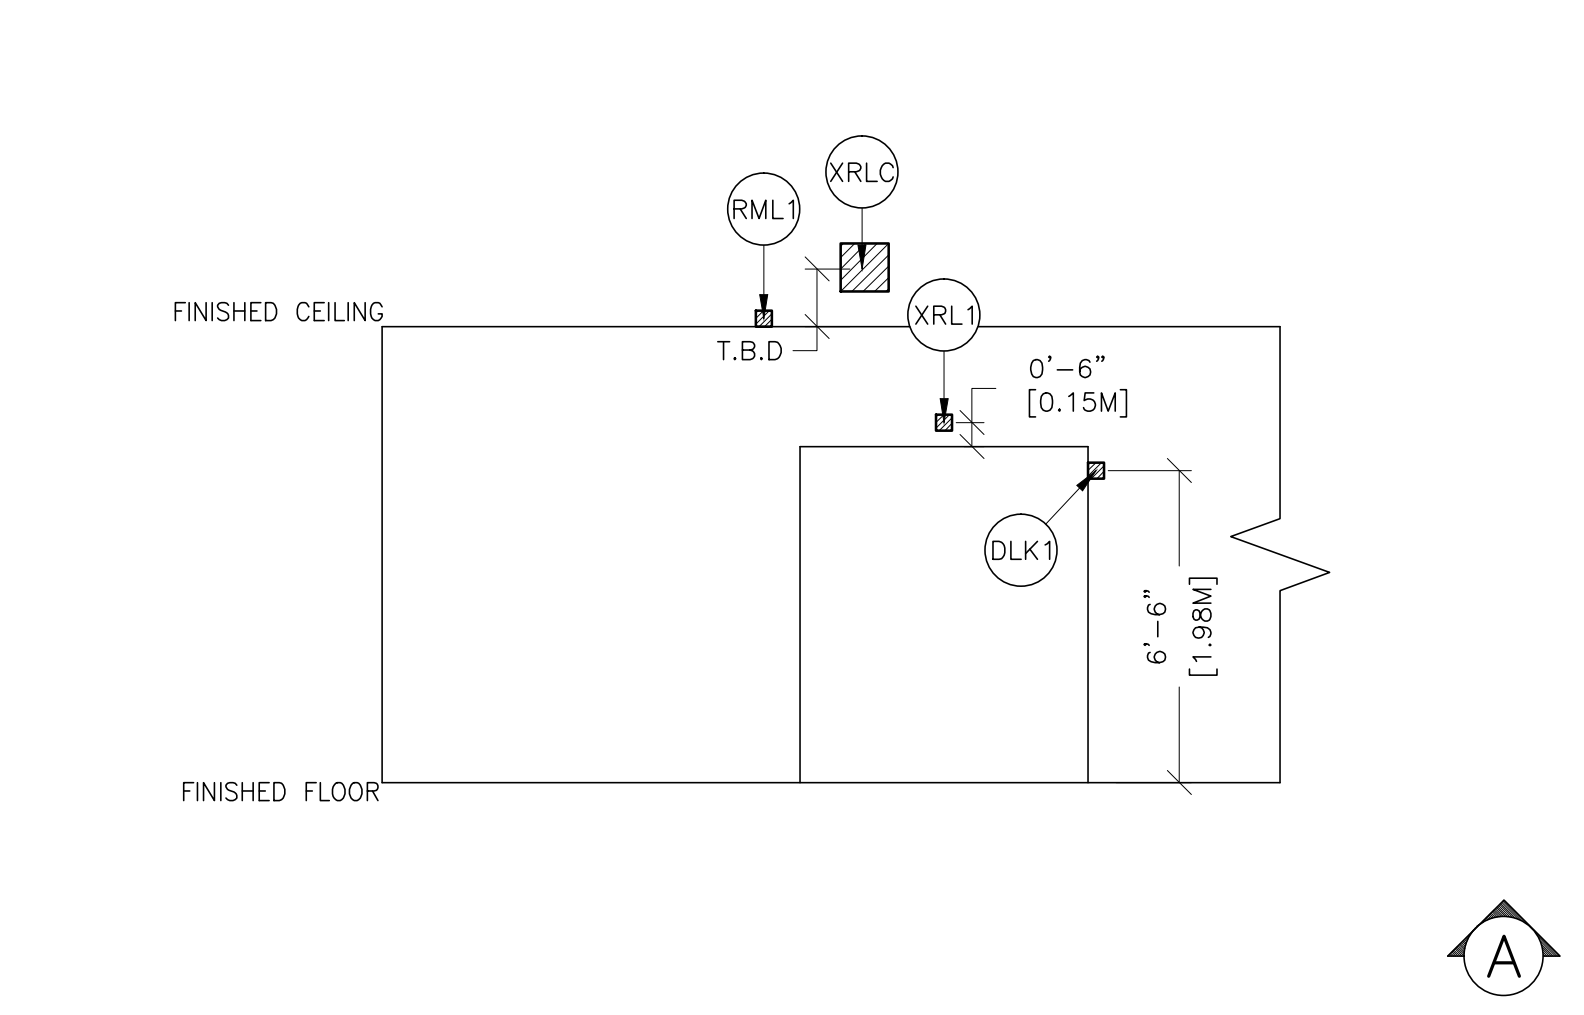 XRLC
RML1
FINISHED CEILING
XRL1
T.B.D
0'-6"
[0.15M]
DLK1
6'-6"
[1.98M]
FINISHED FLOOR
A